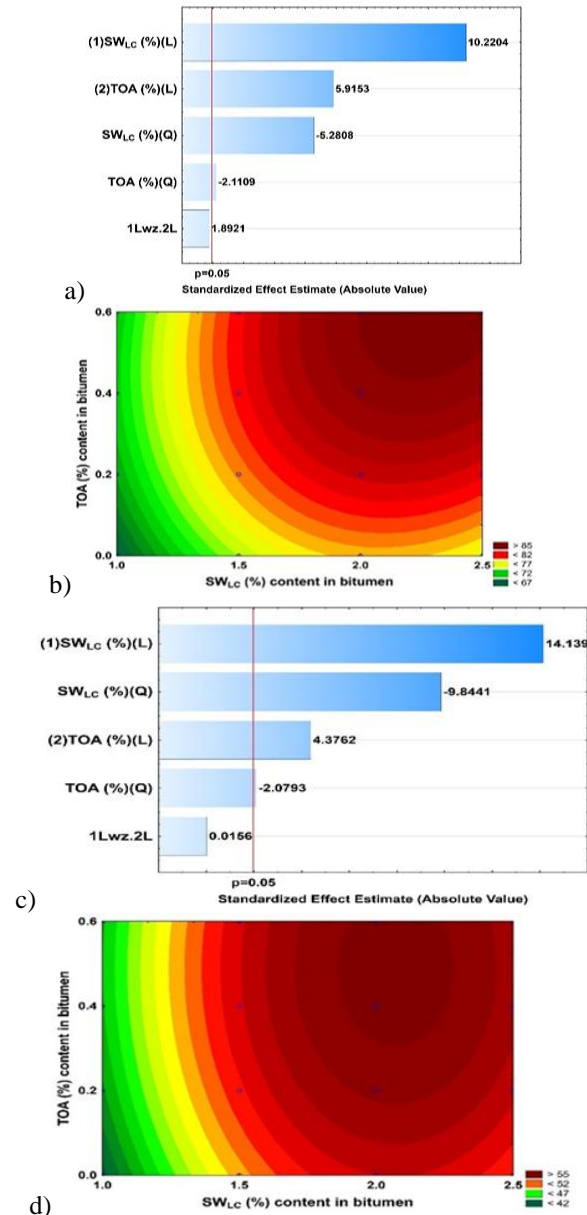 (1)SWLC (%)(L)
10.2204
(2)TOA (%)(L)
5.9153
SWLC (%)(Q)
-5.2808
TOA (%)(Q)
-2.1109
1Lwz.2L
1.8921
p=0.05
Standardized Effect Estimate (Absolute Value)
a)
TOA (%) content in bitumen
0.6
0.4
0.2
0.0
1.0
1.5
2.0
2.5
SWLC (%) content in bitumen
> 85
< 82
< 77
< 72
< 67
b)
(1)SWLC (%)(L)
14.139
SWLC (%)(Q)
-9.8441
(2)TOA (%)(L)
4.3762
TOA (%)(Q)
-2.0793
1Lwz.2L
0.0156
p=0.05
Standardized Effect Estimate (Absolute Value)
c)
TOA (%) content in bitumen
0.6
0.4
0.2
0.0
1.0
1.5
2.0
2.5
SWLC (%) content in bitumen
> 55
< 52
< 47
< 42
d)